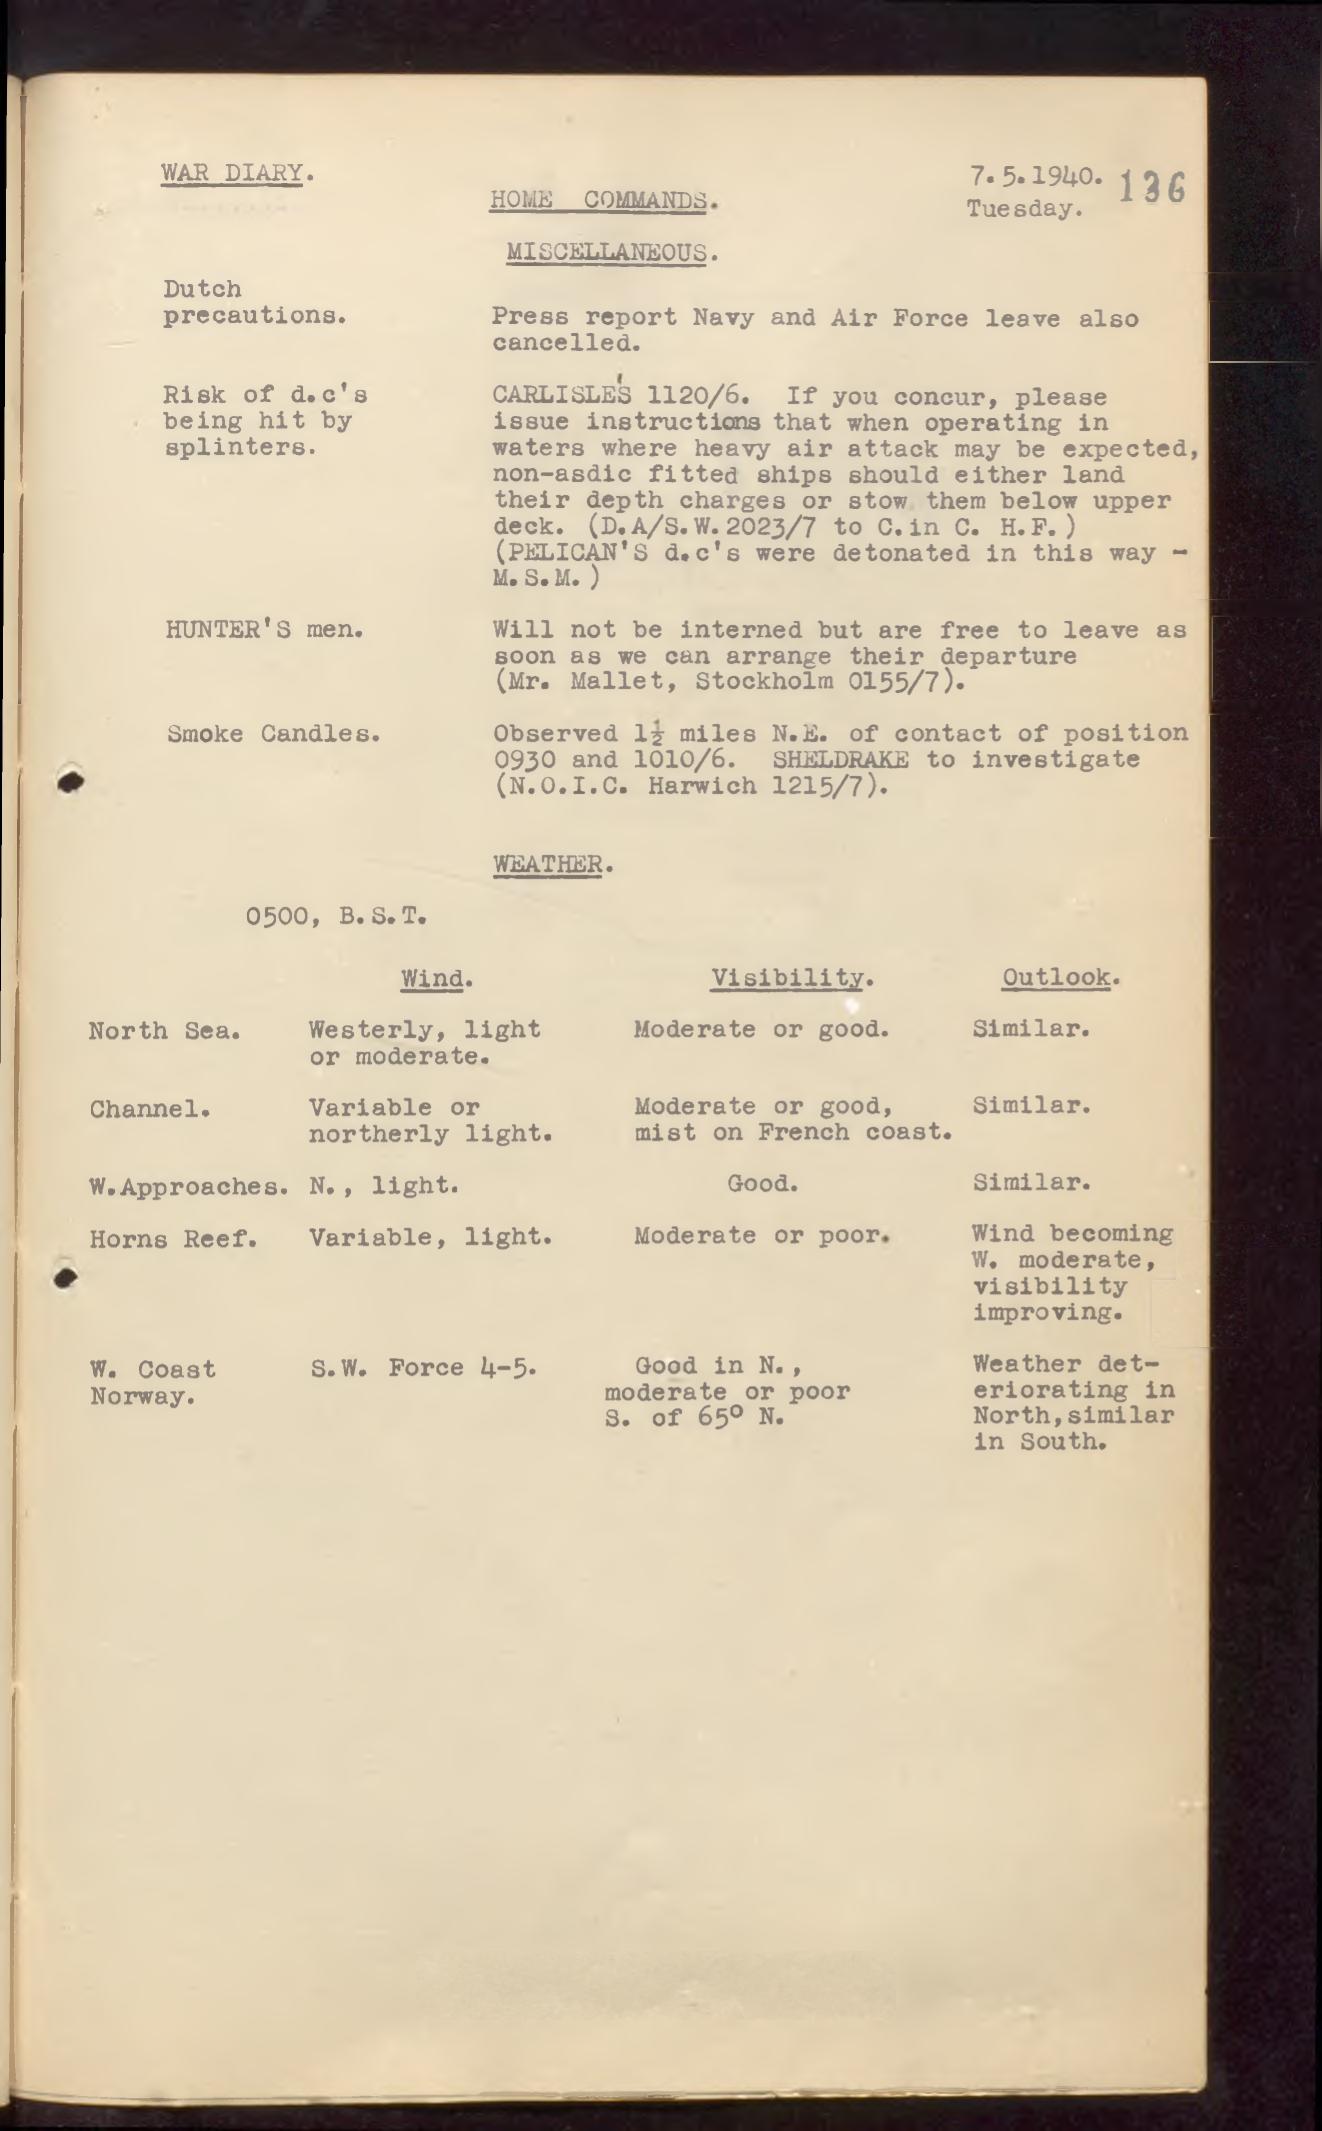 WAR DIARY.
7.5.1940. 136
HOME COMMANDS.
Tuesday.
MISCELLANEOUS.
Dutch
precautions.
Press report Navy and Air Force leave also
cancelled.
Risk of d.c's
being hit by
splinters.
CARLISLE'S 1120/6. If you concur, please
issue instructions that when operating in
waters where heavy air attack may be expected,
non-asdic fitted ships should either land
their depth charges or stow them below upper
deck. (D.A/S.W.2023/7 to C.in C. H.F.)
(PELICAN'S d.c's were detonated in this way -
M.S.M.)
HUNTER'S men.
Will not be interned but are free to leave as
soon as we can arrange their departure
(Mr. Mallet, Stockholm 0155/7).
Smoke Candles.
Observed 1½ miles N.E. of contact of position
0930 and 1010/6. SHELDRAKE to investigate
(N.O.I.C. Harwich 1215/7).
WEATHER.
0500, B.S.T.
Wind. Visibility. Outlook.
North Sea. Westerly, light Moderate or good. Similar.
or moderate.
Channel. Variable or Moderate or good, Similar.
northerly light. mist on French coast.
W.Approaches. N., light. Good. Similar.
Horns Reef. Variable, light. Moderate or poor. Wind becoming
W. moderate,
visibility
improving.
W. Coast S.W. Force 4-5. Good in N., Weather det-
Norway. moderate or poor eriorating in
S. of 65º N. North,similar
in South.